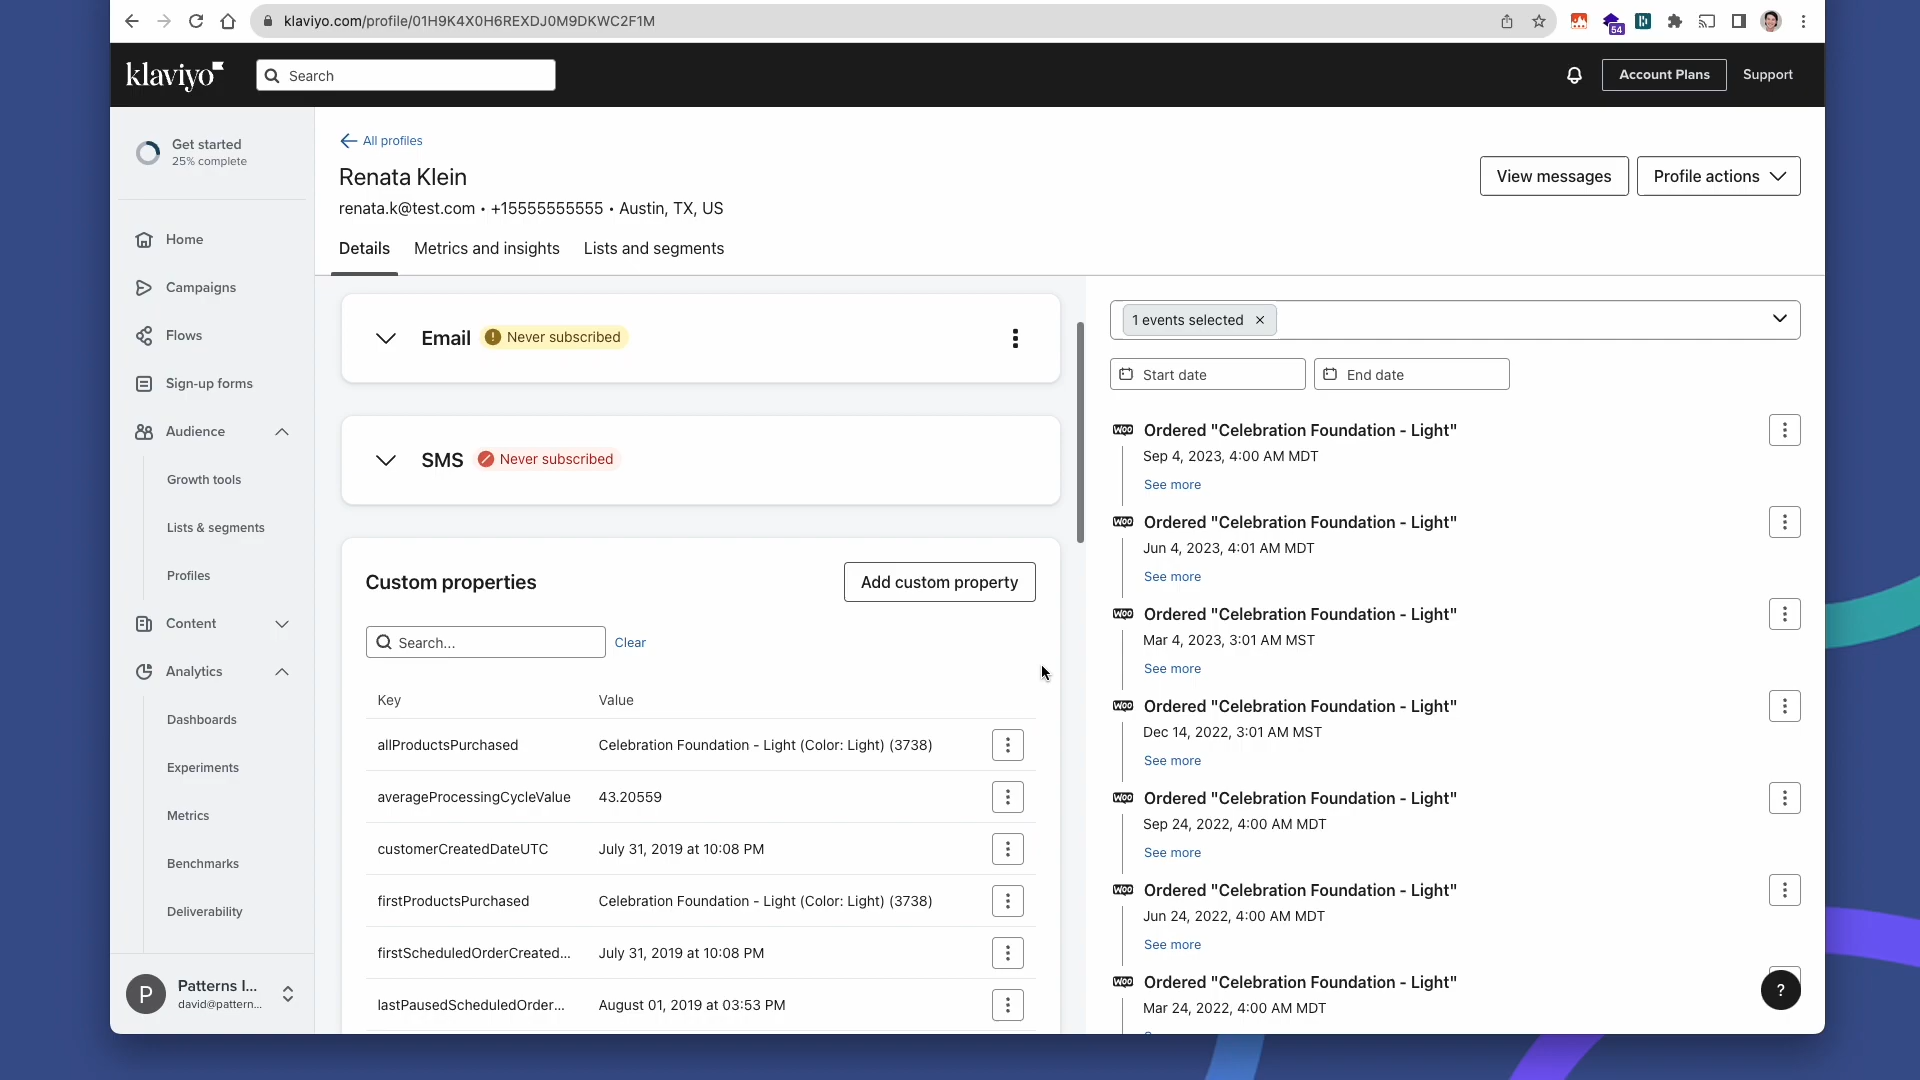 klaviyo.com/profile/01H9K4X0H6REXDJ0M9DKWC2F1M
54
klaviyo
Search
Account Plans
Support
Get started
25% complete
Home
Campaigns
Flows
Sign-up forms
Audience
Growth tools
Lists & segments
Profiles
Content
Analytics
Dashboards
Experiments
Metrics
Benchmarks
Deliverability
P
Patterns I...
david@pattern...
All profiles
Renata Klein
renata.k@test.com • +15555555555 • Austin, TX, US
View messages
Profile actions
Details
Metrics and insights
Lists and segments
Email
Never subscribed
SMS
Never subscribed
Custom properties
Add custom property
Search...
Clear
Key Value
allProductsPurchased Celebration Foundation - Light (Color: Light) (3738)
averageProcessingCycleValue 43.20559
customerCreatedDateUTC July 31, 2019 at 10:08 PM
firstProductsPurchased Celebration Foundation - Light (Color: Light) (3738)
firstScheduledOrderCreated... July 31, 2019 at 10:08 PM
lastPausedScheduledOrder... August 01, 2019 at 03:53 PM
1 events selected ×
Start date
End date
WOO Ordered "Celebration Foundation - Light"
Sep 4, 2023, 4:00 AM MDT
See more
WOO Ordered "Celebration Foundation - Light"
Jun 4, 2023, 4:01 AM MDT
See more
WOO Ordered "Celebration Foundation - Light"
Mar 4, 2023, 3:01 AM MST
See more
WOO Ordered "Celebration Foundation - Light"
Dec 14, 2022, 3:01 AM MST
See more
WOO Ordered "Celebration Foundation - Light"
Sep 24, 2022, 4:00 AM MDT
See more
WOO Ordered "Celebration Foundation - Light"
Jun 24, 2022, 4:00 AM MDT
See more
WOO Ordered "Celebration Foundation - Light"
Mar 24, 2022, 4:00 AM MDT
?